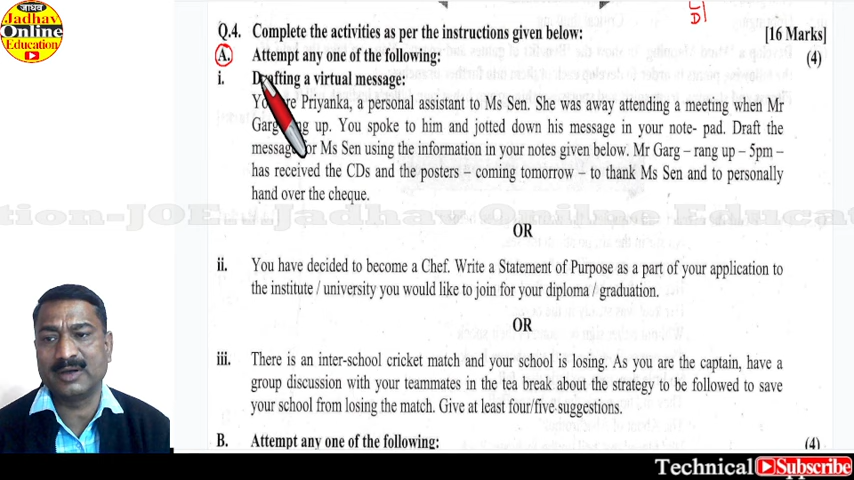 जाधव
Jadhav
Online
Education
Q.4. Complete the activities as per the instructions given below:
[16 Marks]
A. Attempt any one of the following:
(4)
i. Drafting a virtual message:
are Priyanka, a personal assistant to Ms Sen. She was away attending a meeting when Mr
Garg up. You spoke to him and jotted down his message in your note- pad. Draft the
message for Ms Sen using the information in your notes given below. Mr Garg – rang up – 5pm –
has received the CDs and the posters – coming tomorrow – to thank Ms Sen and to personally
hand over the cheque.
tion-JOE...Jadhav Online Education
OR
ii. You have decided to become a Chef. Write a Statement of Purpose as a part of your application to
the institute / university you would like to join for your diploma / graduation.
OR
iii. There is an inter-school cricket match and your school is losing. As you are the captain, have a
group discussion with your teammates in the tea break about the strategy to be followed to save
your school from losing the match. Give at least four/five suggestions.
B. Attempt any one of the following:
(4)
Technical Subscribe